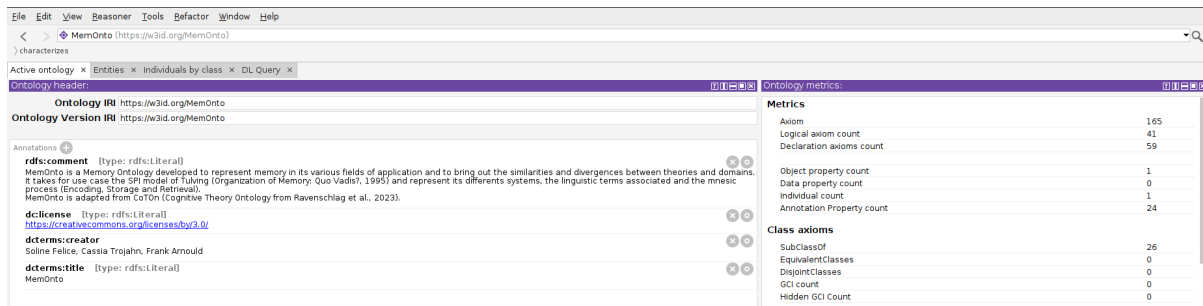 File Edit View Reasoner Tools Refactor Window Help
MemOnto (https://w3id.org/MemOnto)
characterizes
Active ontology × Entities × Individuals by class × DL Query ×
Ontology header:
Ontology IRI https://w3id.org/MemOnto
Ontology Version IRI https://w3id.org/MemOnto
Annotations
rdfs:comment [type: rdfs:Literal]
MemOnto is a Memory Ontology developed to represent memory in its various fields of application and to bring out the similarities and divergences between theories and domains.
It takes for use case the SPI model of Tulving (Organization of Memory: Quo Vadis?, 1995) and represent its differents systems, the linguistic terms associated and the mnesic
process (Encoding, Storage and Retrieval).
MemOnto is adapted from CoTOn (Cognitive Theory Ontology from Ravenschlag et al., 2023).
dc:license [type: rdfs:Literal]
https://creativecommons.org/licenses/by/3.0/
dcterms:creator
Soline Felice, Cassia Trojahn, Frank Arnould
dcterms:title [type: rdfs:Literal]
MemOnto
Ontology metrics:
Metrics
Axiom 165
Logical axiom count 41
Declaration axioms count 59
Object property count 1
Data property count 0
Individual count 1
Annotation Property count 24
Class axioms
SubClassOf 26
EquivalentClasses 0
DisjointClasses 0
GCI count 0
Hidden GCI Count 0